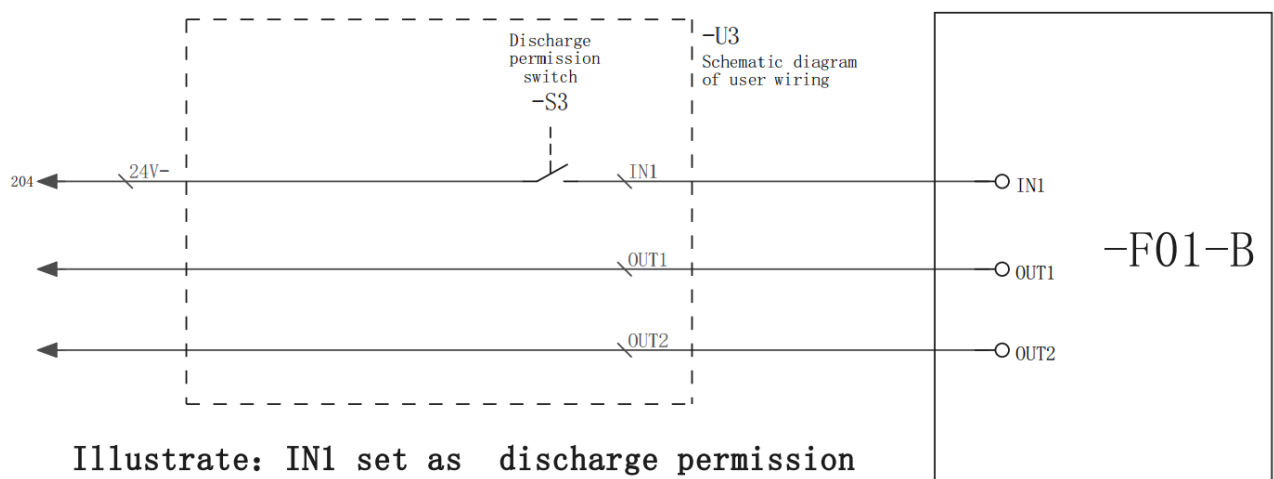 -U3
Discharge
permission
switch
-S3
Schematic diagram
of user wiring
204
24V-
IN1
IN1
-F01-B
OUT1
OUT1
OUT2
OUT2
Illustrate: IN1 set as discharge permission